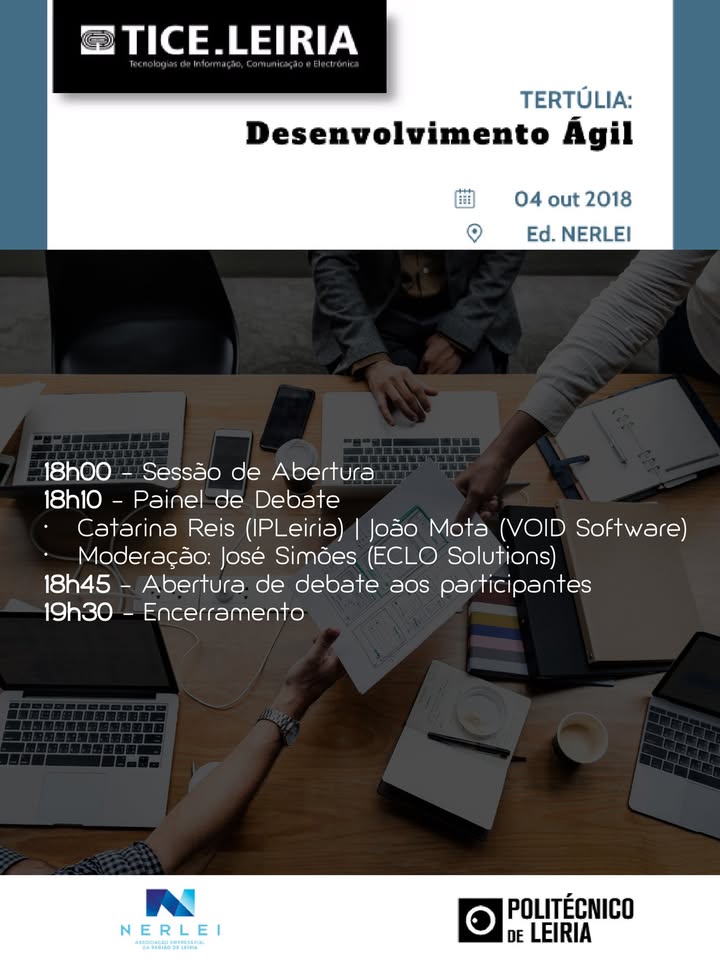 TICE.LEIRIA
Tecnologias de Informação, Comunicação e Electrónica
TERTÚLIA:
Desenvolvimento Ágil
04 out 2018
Ed. NERLEI
18h00 - Sessão de Abertura
18h10 - Painel de Debate
• Catarina Reis (IPLeiria) | João Mota (VOID Software)
• Moderação: José Simões (ECLO Solutions)
18h45 - Abertura de debate aos participantes
19h30 - Encerramento
NERLEI
ASSOCIAÇÃO EMPRESARIAL
DA REGIÃO DE LEIRIA
POLITÉCNICO
DE LEIRIA